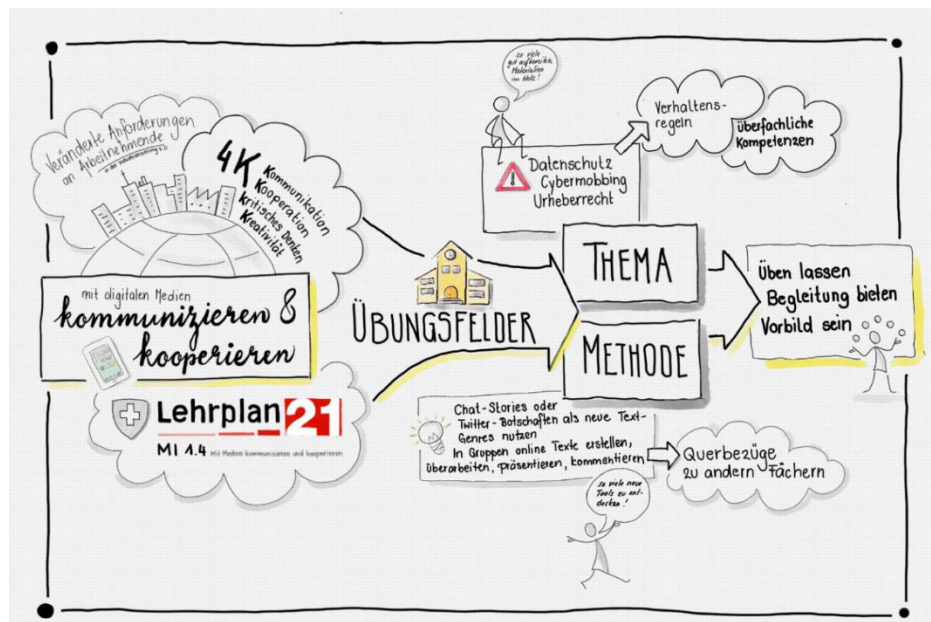 Veränderte Anforderungen
an Arbeitnehmende
4K
Kommunikation
Kooperation
kritisches Denken
Kreativität
mit digitalen Medien
kommunizieren &
kooperieren
Lehrplan 21
MI 1.4 Mit Medien kommunizieren und kooperieren
ÜBUNGSFELDER
so viele
gut aufbereitete
Materialien
im Netz!
Datenschutz
Cybermobbing
Urheberrecht
Verhaltens-
regeln
überfachliche
Kompetenzen
THEMA
METHODE
Chat-Stories oder
Twitter-Botschaften als neue Text-
Genres nutzen
In Gruppen online Texte erstellen,
überarbeiten, präsentieren, kommentieren
Querbezüge
zu andern Fächern
so viele neue
Tools zu ent-
decken!
Üben lassen
Begleitung bieten
Vorbild sein